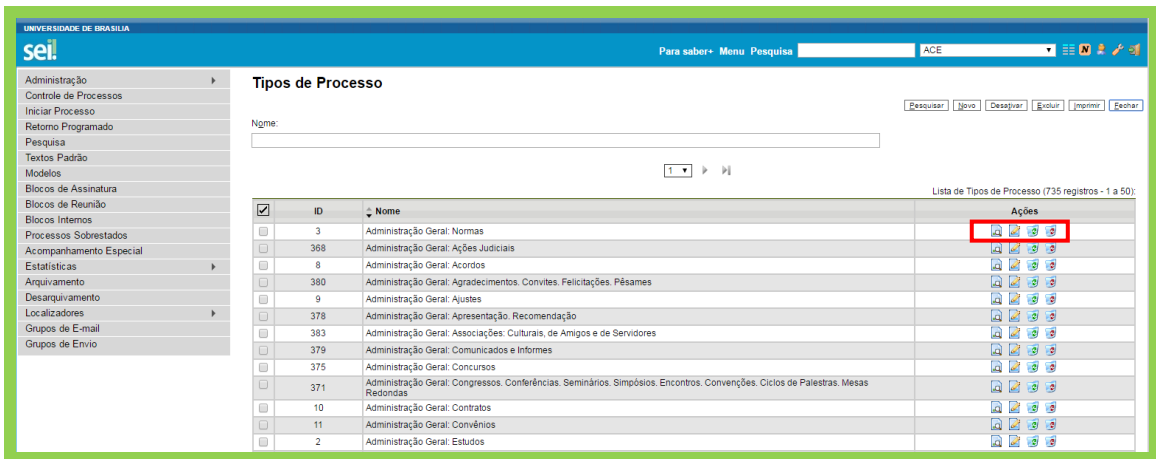 UNIVERSIDADE DE BRASILIA
sei!
Para saber+ Menu Pesquisa
ACE
Administração
Controle de Processos
Iniciar Processo
Retorno Programado
Pesquisa
Textos Padrão
Modelos
Blocos de Assinatura
Blocos de Reunião
Blocos Internos
Processos Sobrestados
Acompanhamento Especial
Estatísticas
Arquivamento
Desarquivamento
Localizadores
Grupos de E-mail
Grupos de Envio
Tipos de Processo
Pesquisar Novo Desativar Excluir Imprimir Fechar
Nome:
1
Lista de Tipos de Processo (735 registros - 1 a 50):
ID Nome Ações
3 Administração Geral: Normas
368 Administração Geral: Ações Judiciais
8 Administração Geral: Acordos
380 Administração Geral: Agradecimentos. Convites. Felicitações. Pêsames
9 Administração Geral: Ajustes
378 Administração Geral: Apresentação. Recomendação
383 Administração Geral: Associações: Culturais, de Amigos e de Servidores
379 Administração Geral: Comunicados e Informes
375 Administração Geral: Concursos
371 Administração Geral: Congressos. Conferências. Seminários. Simpósios. Encontros. Convenções. Ciclos de Palestras. Mesas
Redondas
10 Administração Geral: Contratos
11 Administração Geral: Convênios
2 Administração Geral: Estudos